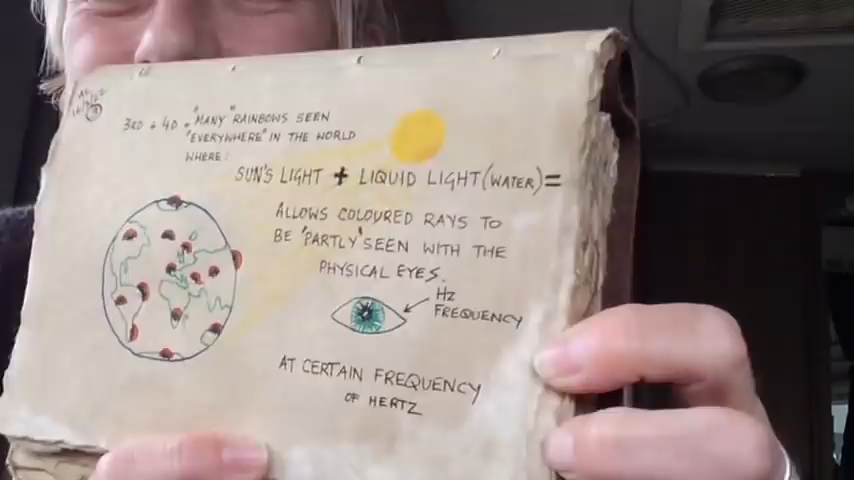 3RD + 4D = "MANY" RAINBOWS SEEN
"EVERYWHERE" IN THE WORLD
WHERE:
SUN'S LIGHT + LIQUID LIGHT (WATER) =
ALLOWS COLOURED RAYS TO
BE 'PARTLY' SEEN WITH THE
PHYSICAL EYES.
HZ
FREQUENCY
AT CERTAIN FREQUENCY
OF HERTZ